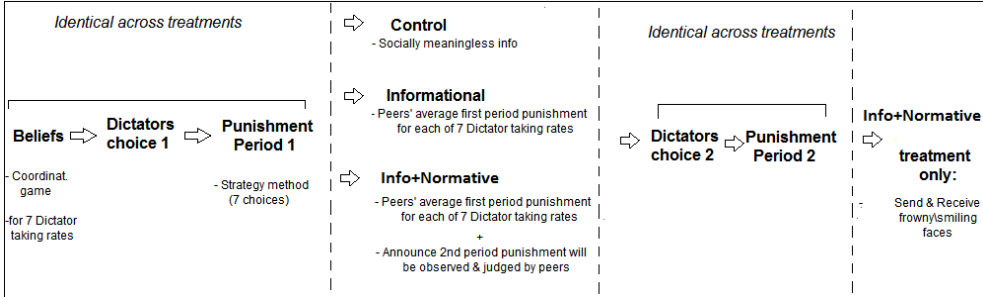 Identical across treatments
Beliefs
Dictators
choice 1
Punishment
Period 1
- Coordinat.
game
-for 7 Dictator
taking rates
- Strategy method
(7 choices)
Control
- Socially meaningless info
Informational
- Peers' average first period punishment
for each of 7 Dictator taking rates
Info+Normative
- Peers' average first period punishment
for each of 7 Dictator taking rates
+
- Announce 2nd period punishment will
be observed & judged by peers
Identical across treatments
Dictators
choice 2
Punishment
Period 2
Info+Normative
treatment
only:
- Send & Receive
frowny\smiling
faces